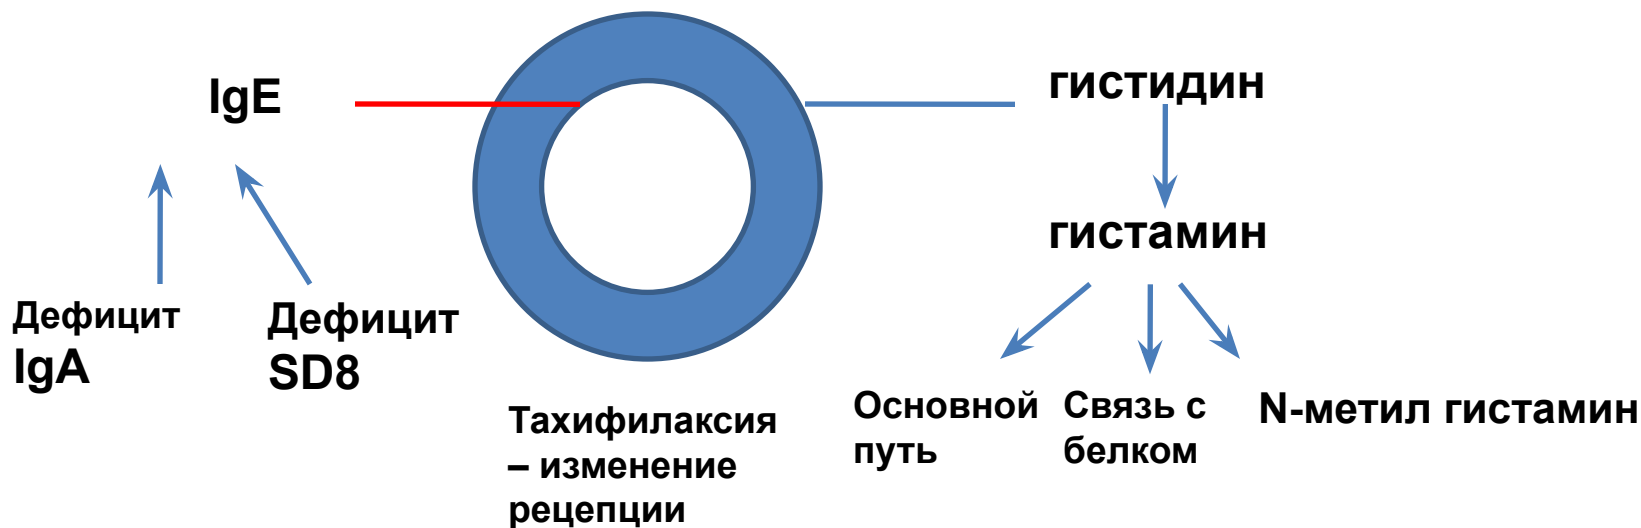 IgE
гистидин
гистамин
Дефицит
IgA
Дефицит
SD8
Тахифилаксия
– изменение
рецепции
Основной
путь
Связь с
белком
N-метил гистамин